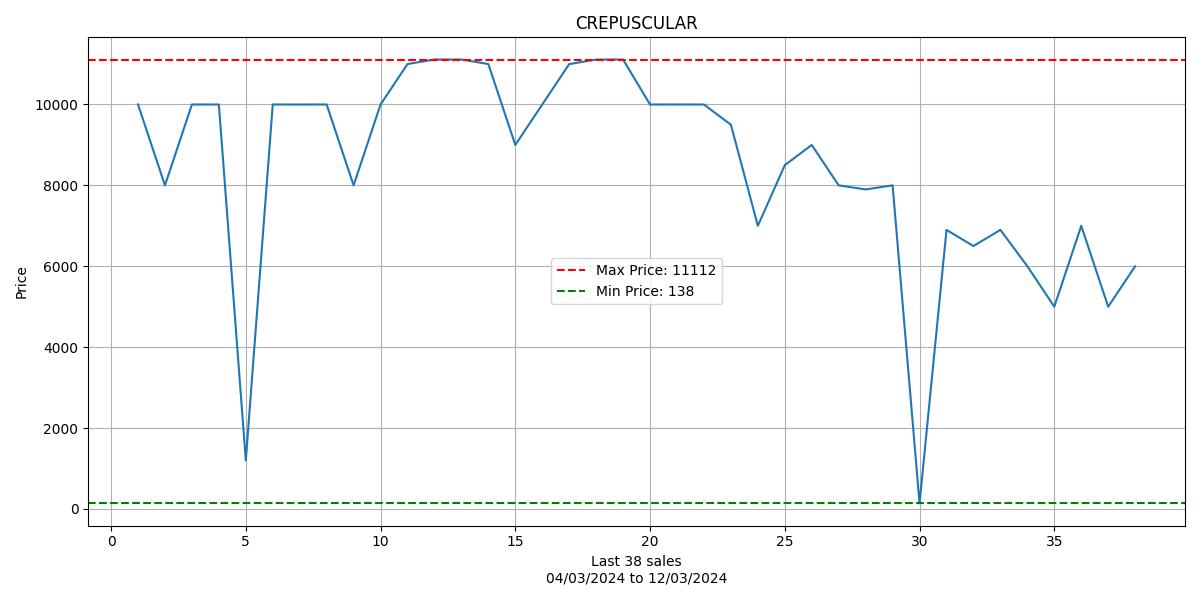 CREPUSCULAR
Price
10000
8000
6000
4000
2000
0
Max Price: 11112
Min Price: 138
0 5 10 15 20 25 30 35
Last 38 sales
04/03/2024 to 12/03/2024